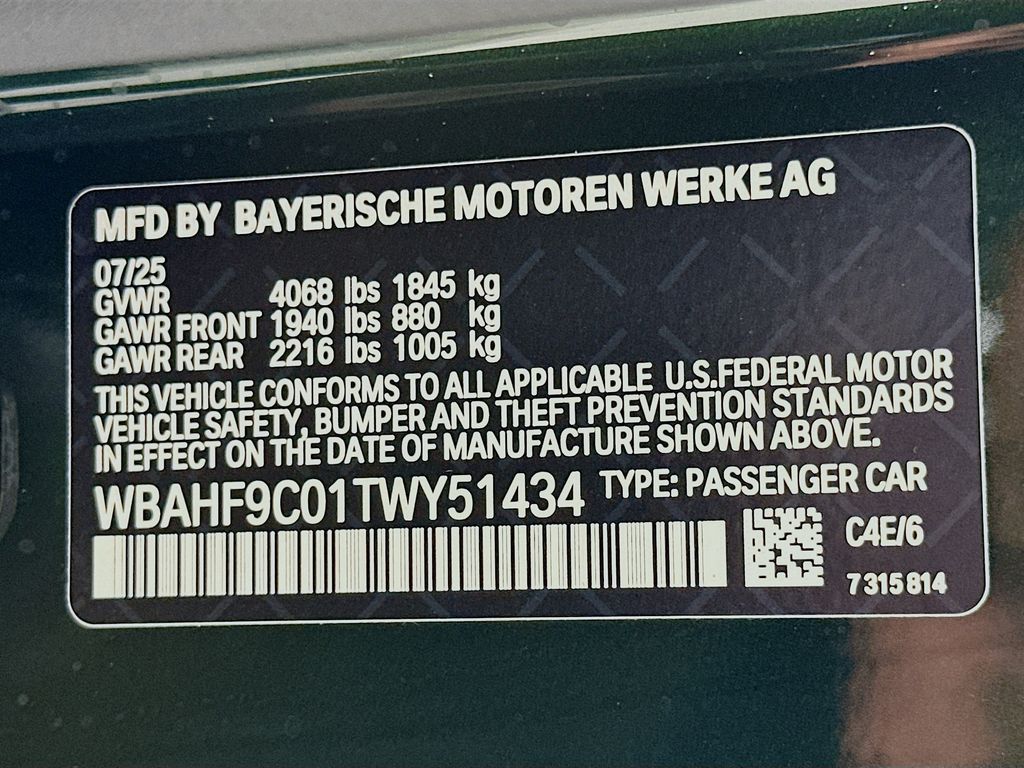 MFD BY BAYERISCHE MOTOREN WERKE AG
07/25
GVWR 4068 lbs 1845 kg
GAWR FRONT 1940 lbs 880 kg
GAWR REAR 2216 lbs 1005 kg
THIS VEHICLE CONFORMS TO ALL APPLICABLE U.S.FEDERAL MOTOR
VEHICLE SAFETY, BUMPER AND THEFT PREVENTION STANDARDS
IN EFFECT ON THE DATE OF MANUFACTURE SHOWN ABOVE.
WBAHF9C01TWY51434 TYPE: PASSENGER CAR
C4E/6
7315814